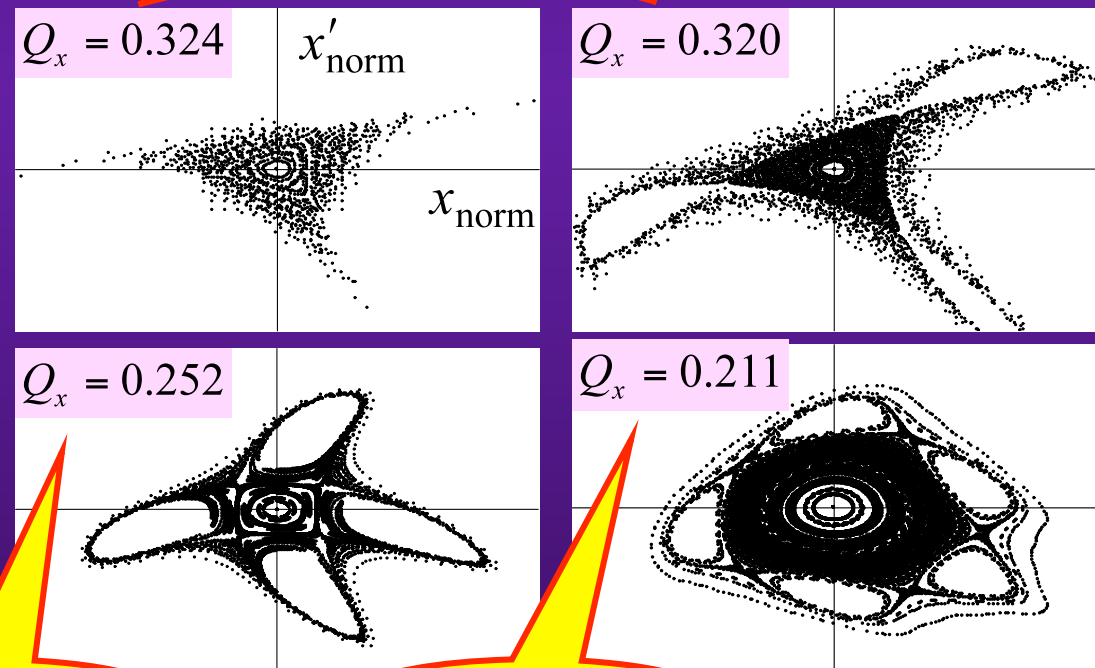 Qₓ = 0.324
x′norm
xnorm
Qₓ = 0.320
Qₓ = 0.252
Qₓ = 0.211